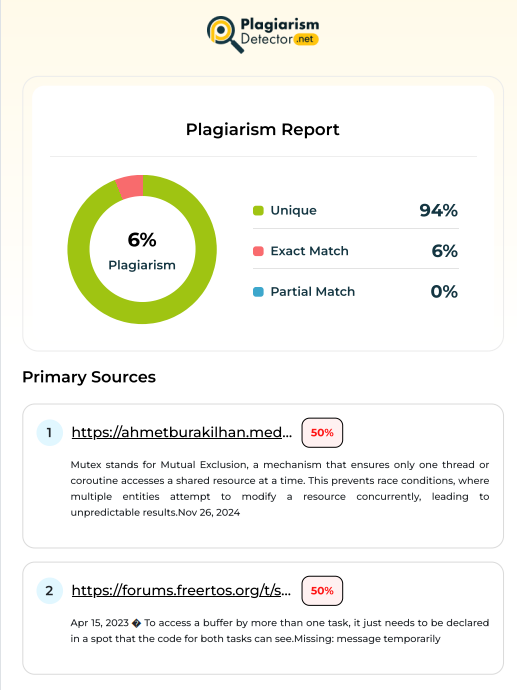 Plagiarism
Detector.net
Plagiarism Report
6%
Plagiarism
Unique 94%
Exact Match 6%
Partial Match 0%
Primary Sources
1 https://ahmetburakilhan.med... 50%
Mutex stands for Mutual Exclusion, a mechanism that ensures only one thread or
coroutine accesses a shared resource at a time. This prevents race conditions, where
multiple entities attempt to modify a resource concurrently, leading to
unpredictable results.Nov 26, 2024
2 https://forums.freertos.org/t/s... 50%
Apr 15, 2023 � To access a buffer by more than one task, it just needs to be declared
in a spot that the code for both tasks can see.Missing: message temporarily